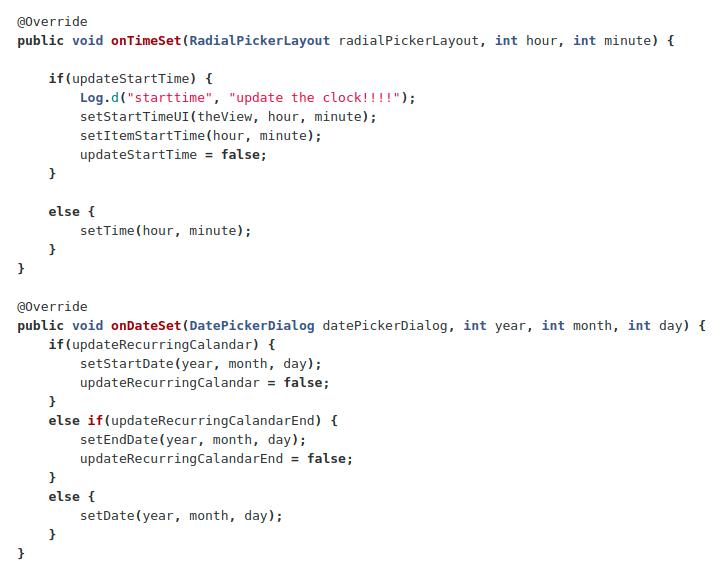 @Override
public void onTimeSet(RadialPickerLayout radialPickerLayout, int hour, int minute) {
if(updateStartTime) {
Log.d("starttime", "update the clock!!!!");
setStartTimeUI(theView, hour, minute);
setItemStartTime(hour, minute);
updateStartTime = false;
}
else {
setTime(hour, minute);
}
}
@Override
public void onDateSet(DatePickerDialog datePickerDialog, int year, int month, int day) {
if(updateRecurringCalandar) {
setStartDate(year, month, day);
updateRecurringCalandar = false;
}
else if(updateRecurringCalandarEnd) {
setEndDate(year, month, day);
updateRecurringCalandarEnd = false;
}
else {
setDate(year, month, day);
}
}